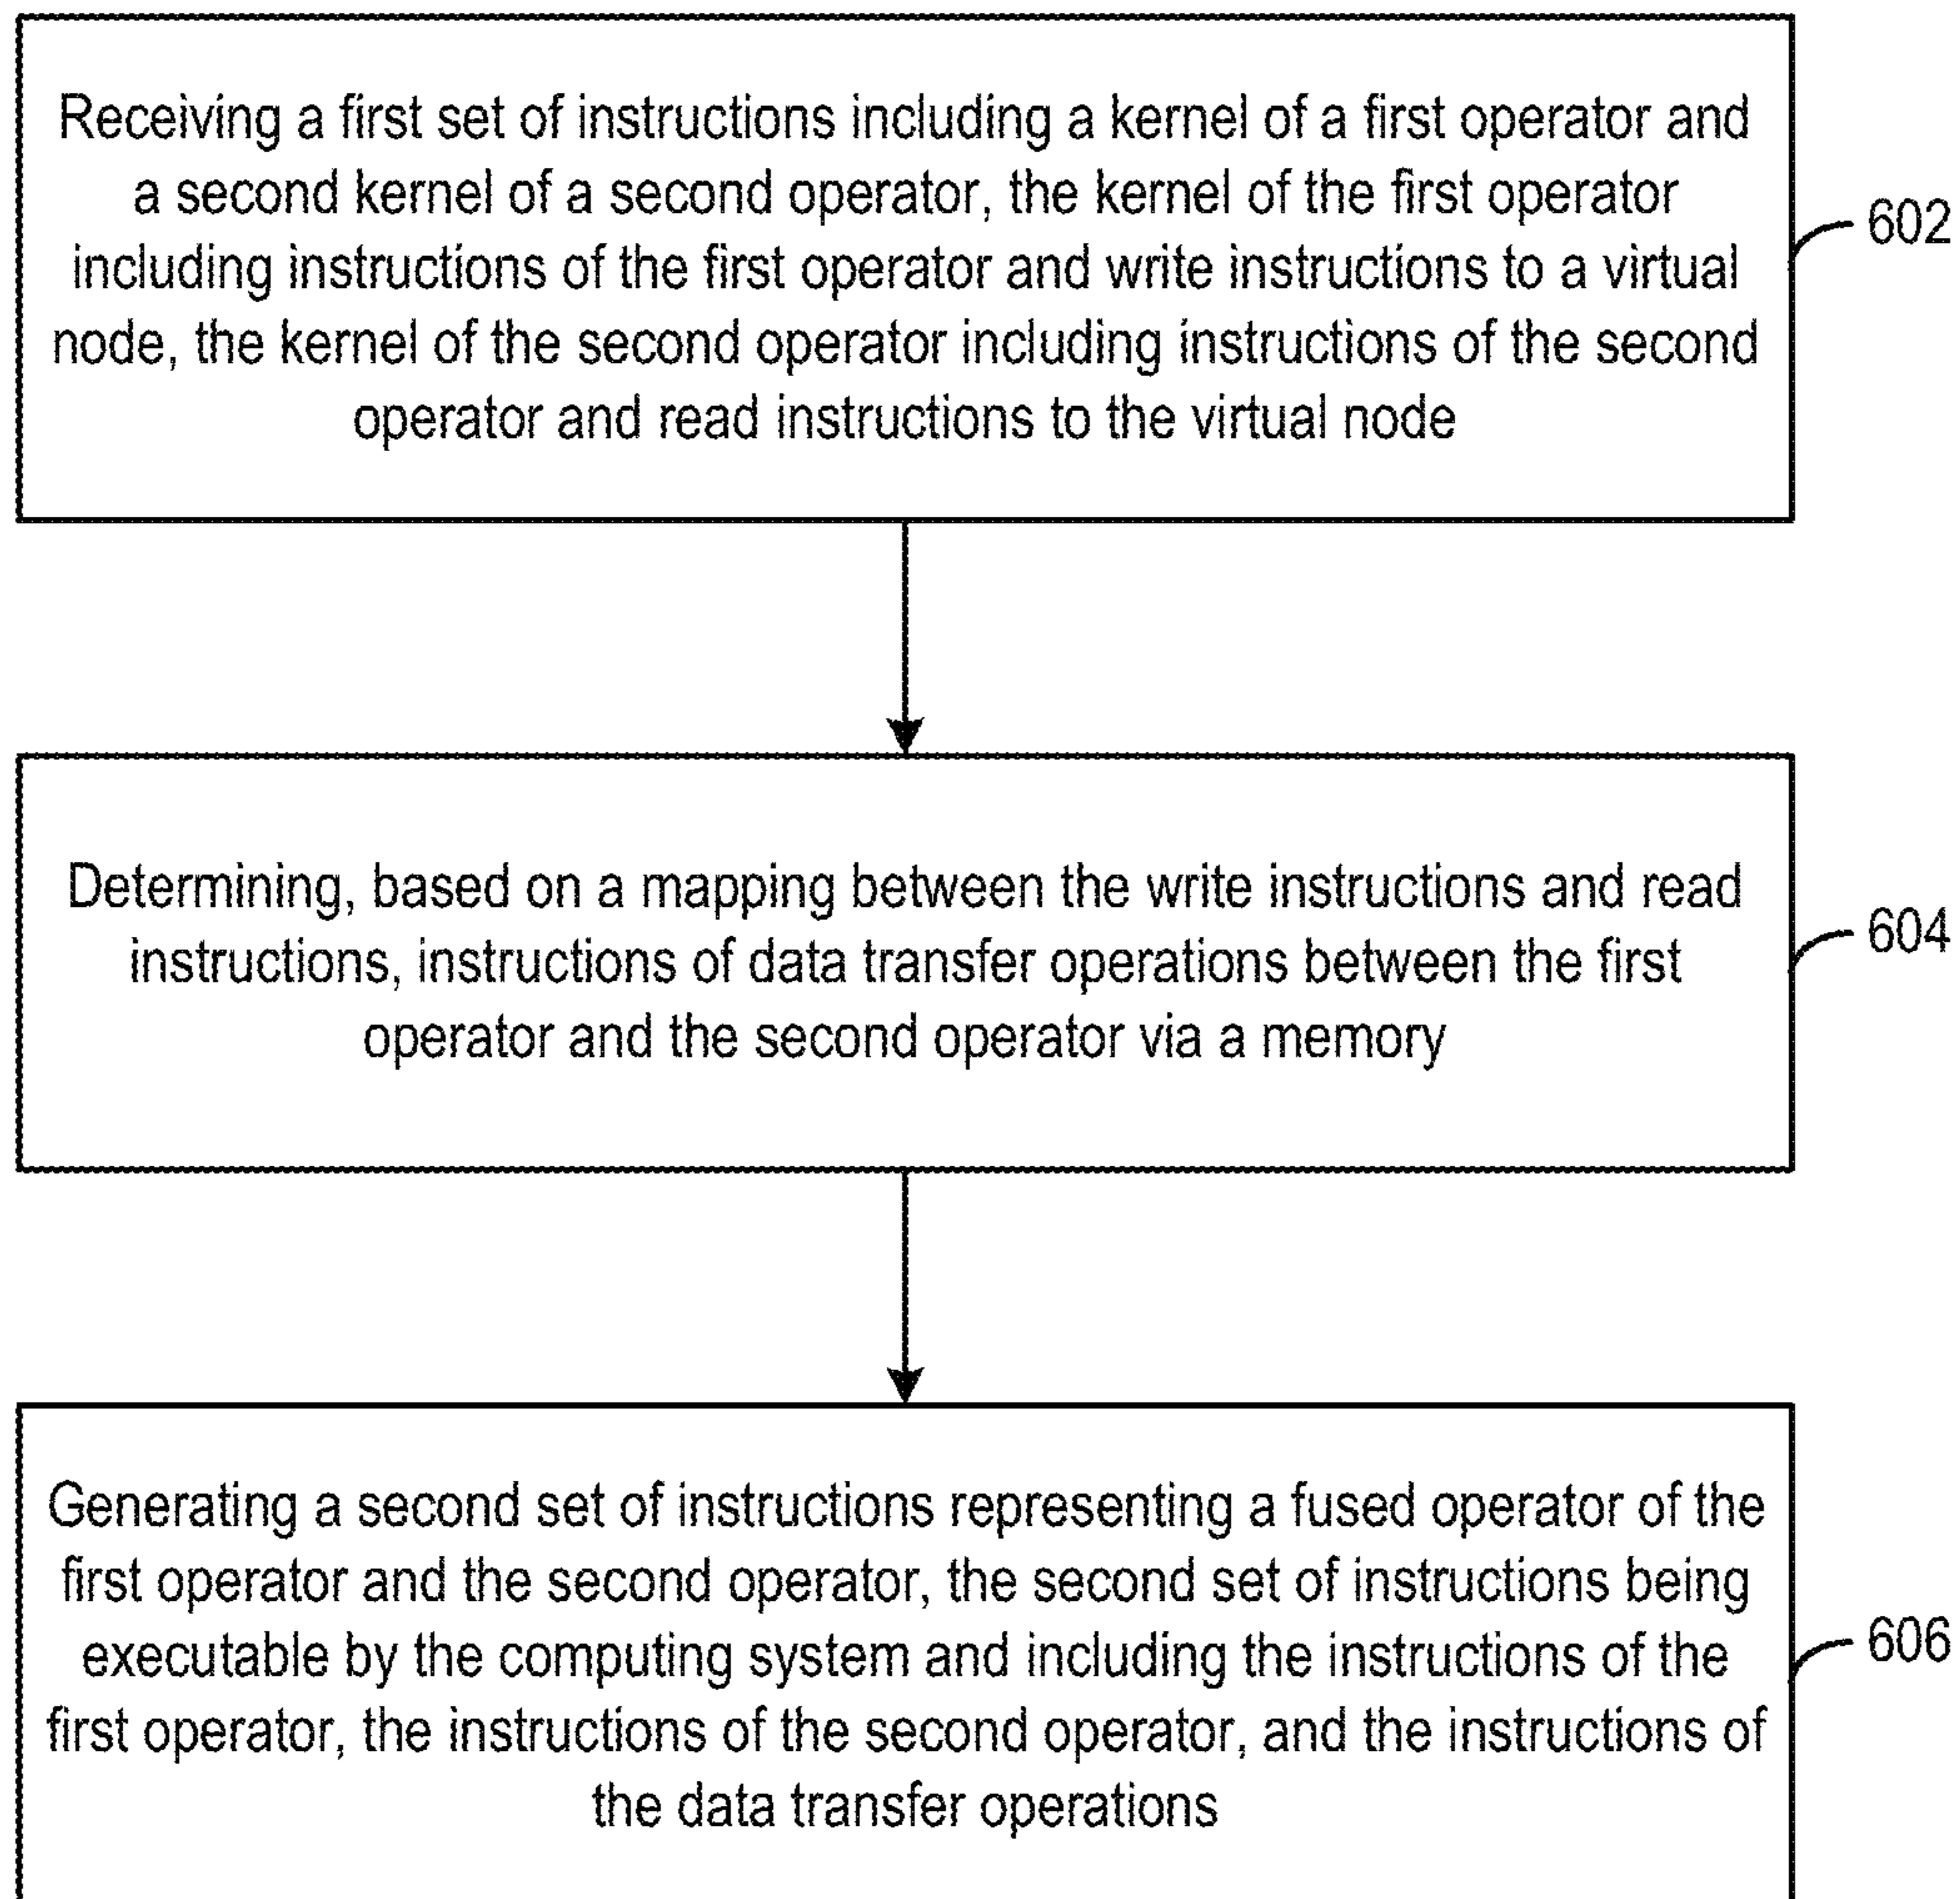 Receiving a first set of instructions including a kernel of a first operator and
a second kernel of a second operator, the kernel of the first operator
including instructions of the first operator and write instructions to a virtual
node, the kernel of the second operator including instructions of the second
operator and read instructions to the virtual node
602
Determining, based on a mapping between the write instructions and read
instructions, instructions of data transfer operations between the first
operator and the second operator via a memory
604
Generating a second set of instructions representing a fused operator of the
first operator and the second operator, the second set of instructions being
executable by the computing system and including the instructions of the
first operator, the instructions of the second operator, and the instructions of
the data transfer operations
606